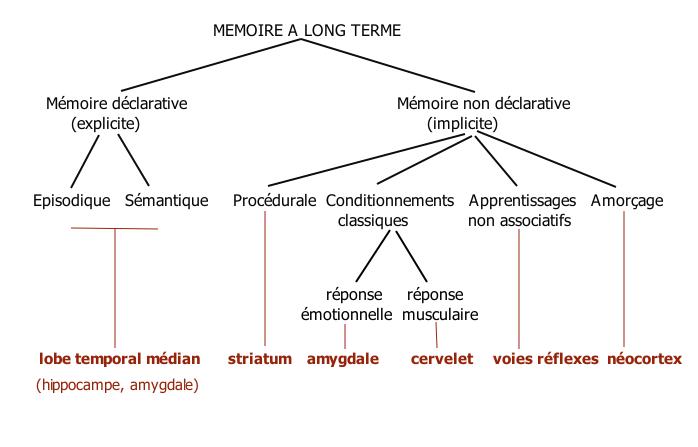 MEMOIRE A LONG TERME
Mémoire déclarative
(explicite)
Mémoire non déclarative
(implicite)
Episodique
Sémantique
Procédurale
Conditionnements
classiques
Apprentissages
non associatifs
Amorçage
réponse
émotionnelle
réponse
musculaire
lobe temporal médian
(hippocampe, amygdale)
striatum
amygdale
cervelet
voies réflexes
néocortex